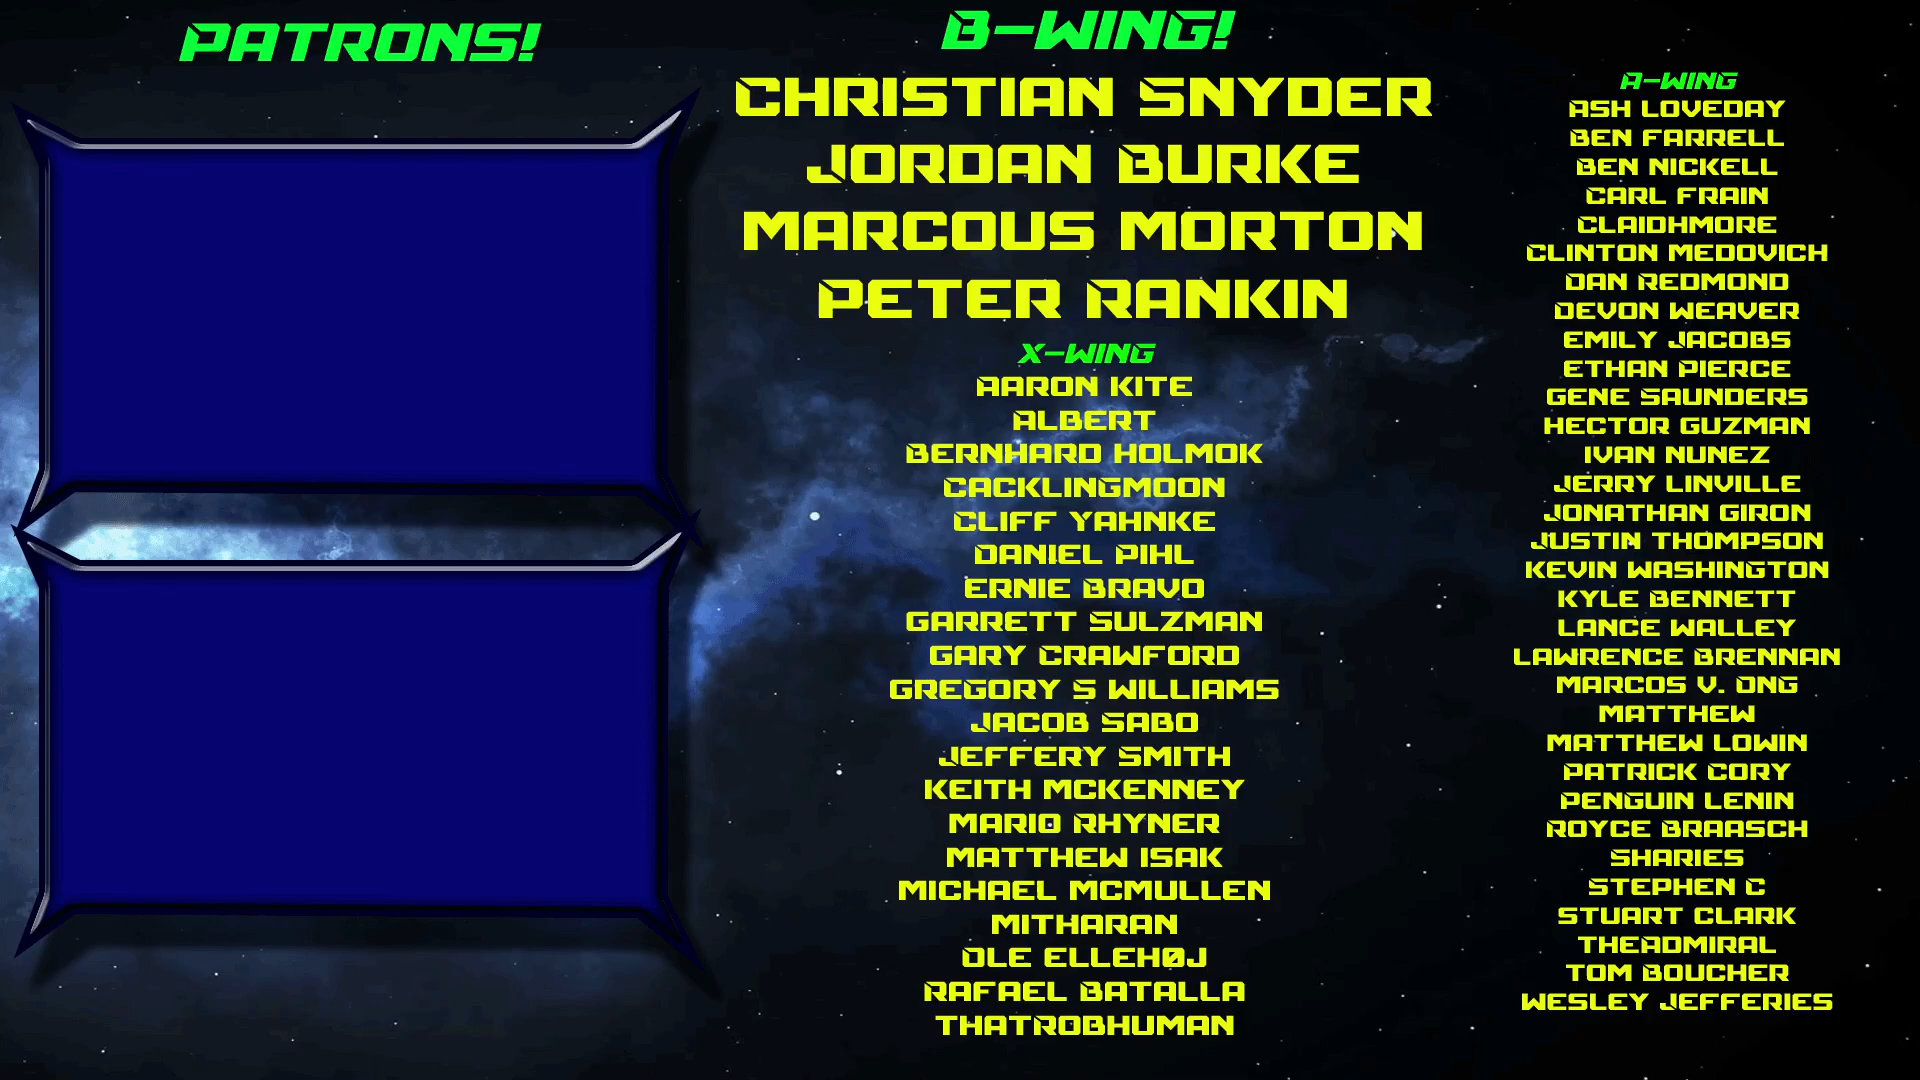 PATRONS!
B-WING!
CHRISTIAN SNYDER
JORDAN BURKE
MARCOUS MORTON
PETER RANKIN
X-WING
AARON KITE
ALBERT
BERNHARD HOLMOK
CACKLINGMOON
CLIFF YAHNKE
DANIEL PIHL
ERNIE BRAVO
GARRETT SULZMAN
GARY CRAWFORD
GREGORY S WILLIAMS
JACOB SABO
JEFFERY SMITH
KEITH MCKENNEY
MARIO RHYNER
MATTHEW ISAK
MICHAEL MCMULLEN
MITHARAN
OLE ELLEHØJ
RAFAEL BATALLA
THATROBHUMAN
A-WING
ASH LOVEDAY
BEN FARRELL
BEN NICKELL
CARL FRAIN
CLAIDHMORE
CLINTON MEDOVICH
DAN REDMOND
DEVON WEAVER
EMILY JACOBS
ETHAN PIERCE
GENE SAUNDERS
HECTOR GUZMAN
IVAN NUNEZ
JERRY LINVILLE
JONATHAN GIRON
JUSTIN THOMPSON
KEVIN WASHINGTON
KYLE BENNETT
LANCE WALLEY
LAWRENCE BRENNAN
MARCOS V. ONG
MATTHEW
MATTHEW LOWIN
PATRICK CORY
PENGUIN LENIN
ROYCE BRAASCH
SHARIES
STEPHEN C
STUART CLARK
THEADMIRAL
TOM BOUCHER
WESLEY JEFFERIES